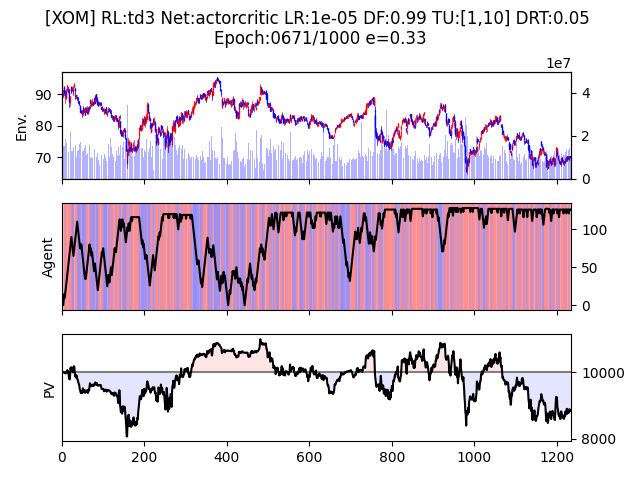 [XOM] RL:td3 Net:actorcritic LR:1e-05 DF:0.99 TU:[1,10] DRT:0.05
Epoch:0671/1000 e=0.33
1e7
Env.
90
80
70
4
2
0
Agent
100
50
0
PV
10000
8000
0 200 400 600 800 1000 1200